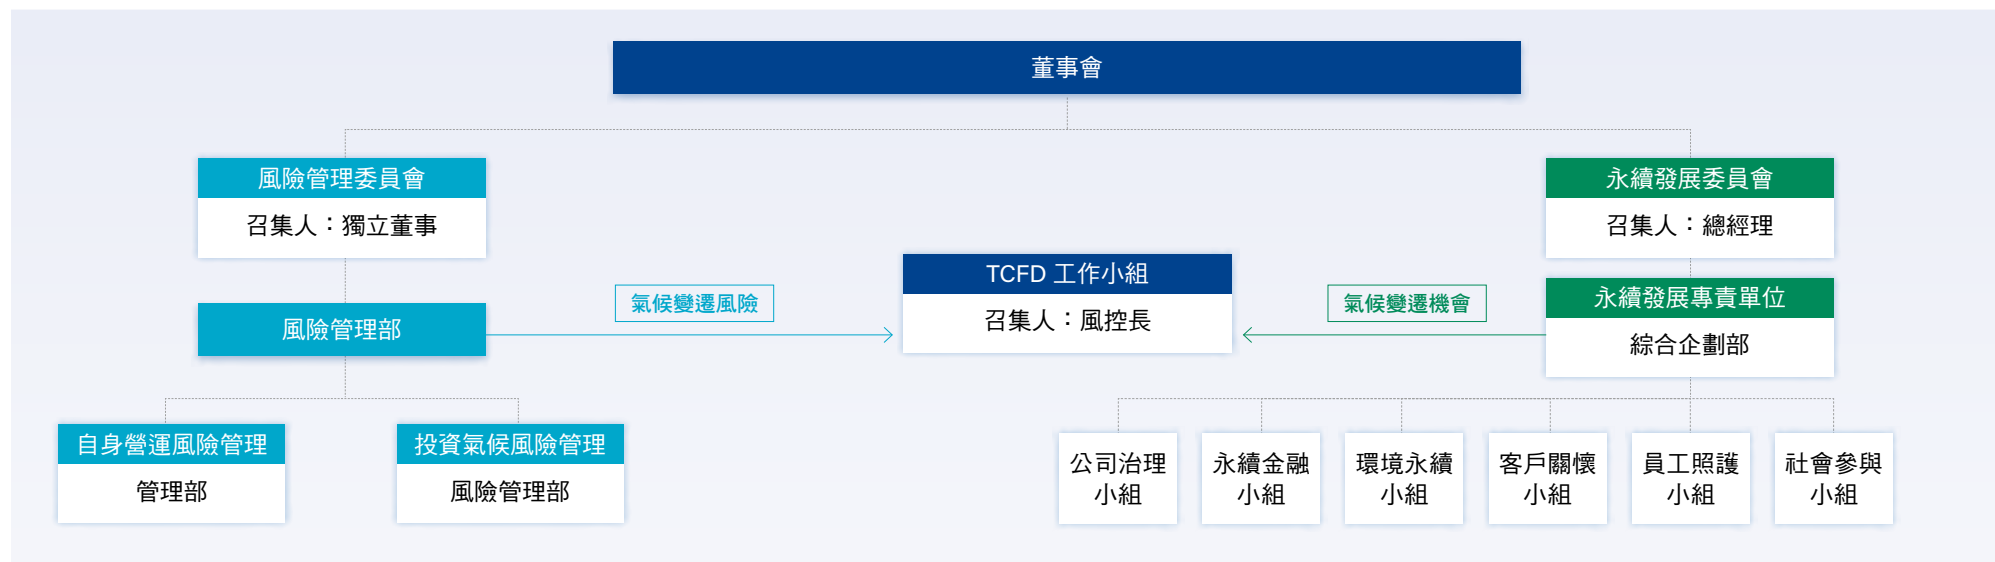 董事會
風險管理委員會
召集人：獨立董事
永續發展委員會
召集人：總經理
TCFD 工作小組
召集人：風控長
風險管理部
氣候變遷風險
氣候變遷機會
永續發展專責單位
綜合企劃部
自身營運風險管理
管理部
投資氣候風險管理
風險管理部
公司治理
小組
永續金融
小組
環境永續
小組
客戶關懷
小組
員工照護
小組
社會參與
小組